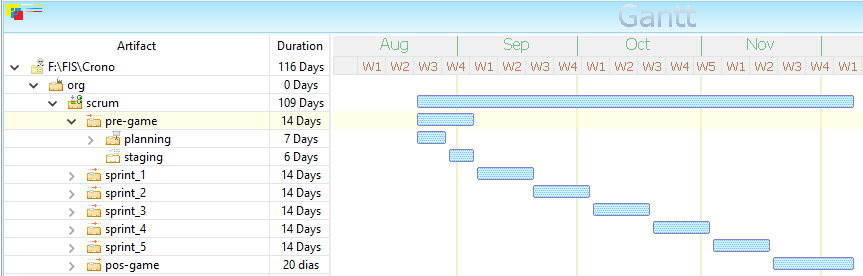 Gantt
Artifact Duration Aug Sep Oct Nov
W1 W2 W3 W4 W1 W2 W3 W4 W1 W2 W3 W4 W5 W1 W2 W3 W4 W1
F:\FIS\Crono 116 Days
org 0 Days
scrum 109 Days
pre-game 14 Days
planning 7 Days
staging 6 Days
sprint_1 14 Days
sprint_2 14 Days
sprint_3 14 Days
sprint_4 14 Days
sprint_5 14 Days
pos-game 20 dias